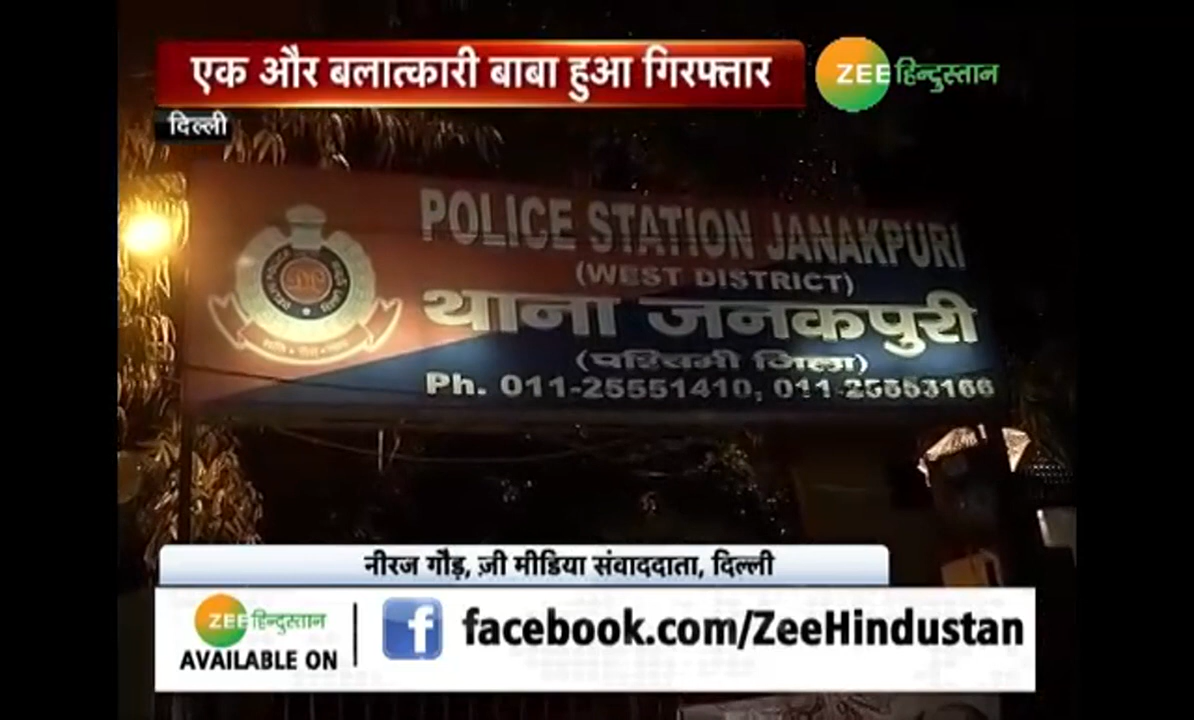 एक और बलात्कारी बाबा हुआ गिरफ्तार
ZEE हिन्दुस्तान
दिल्ली
POLICE STATION JANAKPURI
(WEST DISTRICT)
थाना जनकपुरी
(पश्चिमी जिला)
Ph. 011-25551410, 011-25553166
नीरज गौड़, ज़ी मीडिया संवाददाता, दिल्ली
ZEE हिन्दुस्तान
AVAILABLE ON
f facebook.com/ZeeHindustan